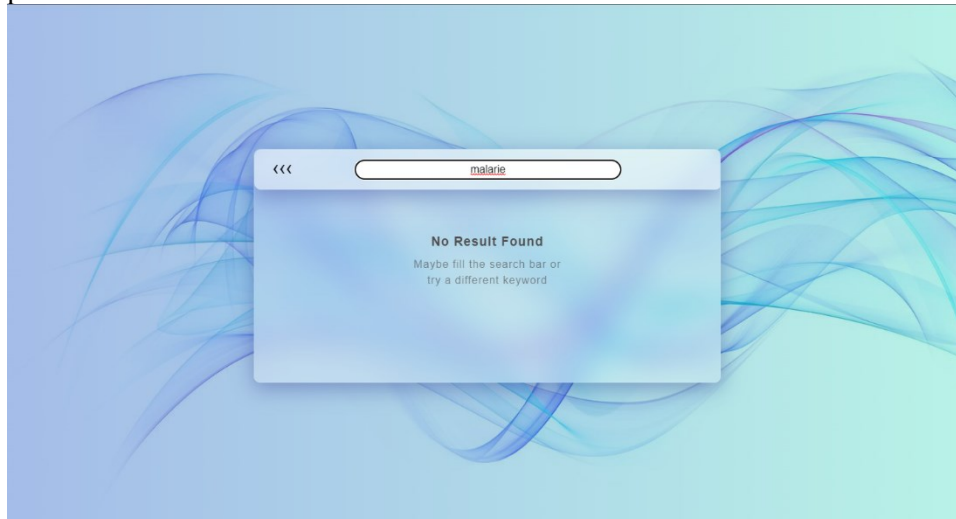 ‹‹‹ malarie
No Result Found
Maybe fill the search bar or
try a different keyword